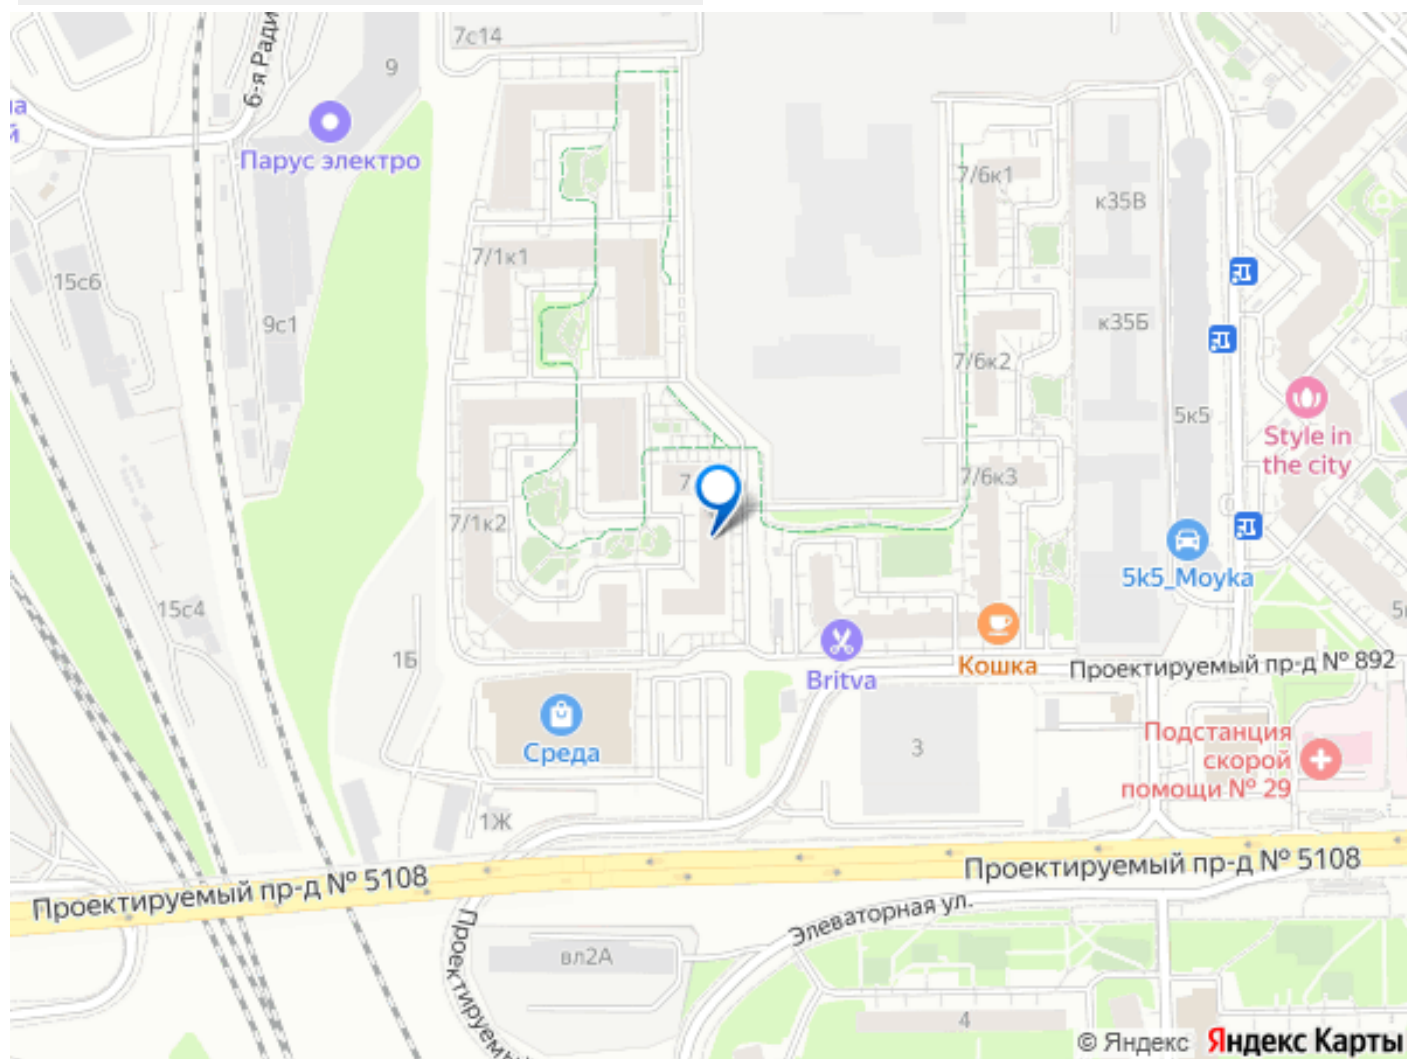 7с14
9
6-я Ради
Парус электро
7/1к1
15с6
9с1
7/6к1
к35В
к35Б
7/6к2
5к5
Style in
the city
7/6к3
7
7/1к2
5k5_Moyka
15с4
1Б
Britva
Кошка
Проектируемый пр-д № 892
Среда
3
Подстанция
скорой
помощи № 29
1Ж
Проектируемый пр-д № 5108
Проектируемый пр-д № 5108
Элеваторная ул.
Проектируемый
вл2А
4
© Яндекс Яндекс Карты